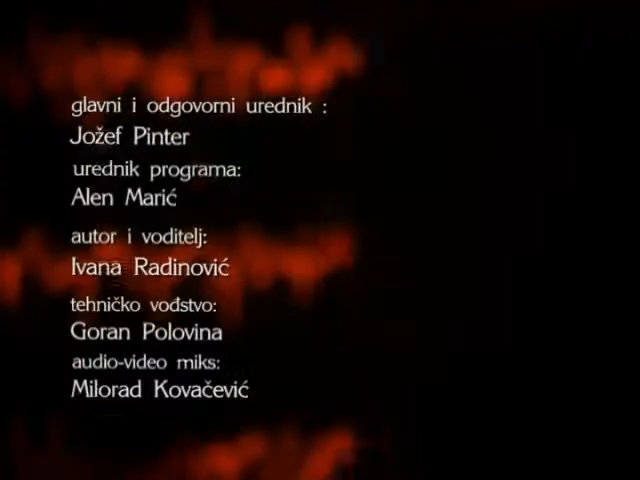 glavni i odgovorni urednik :
Jožef Pinter
urednik programa:
Alen Marić
autor i voditelj:
Ivana Radinović
tehničko vođstvo:
Goran Polovina
audio-video miks:
Milorad Kovačević